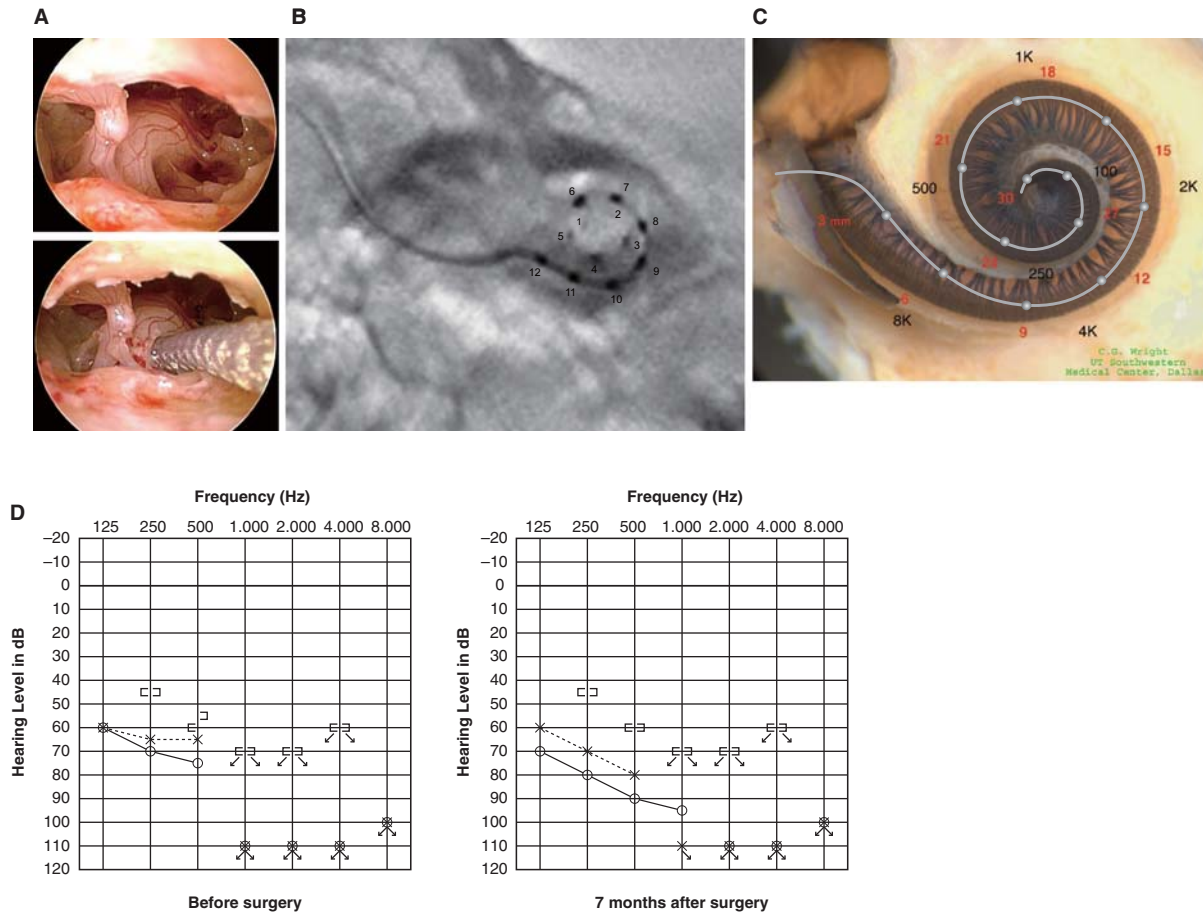 A
B
C
6
7
1
2
8
5
3
12
4
9
11
10
1K
18
21
15
100
500
2K
30
27
3 mm
24
250
12
6
8K
9
4K
C.G. Wright
UT Southwestern
Medical Center, Dallas
D
Frequency (Hz)
125 250 500 1.000 2.000 4.000 8.000
Hearing Level in dB
–20
–10
0
10
20
30
40
50
60
70
80
90
100
110
120
Before surgery
Frequency (Hz)
125 250 500 1.000 2.000 4.000 8.000
Hearing Level in dB
–20
–10
0
10
20
30
40
50
60
70
80
90
100
110
120
7 months after surgery